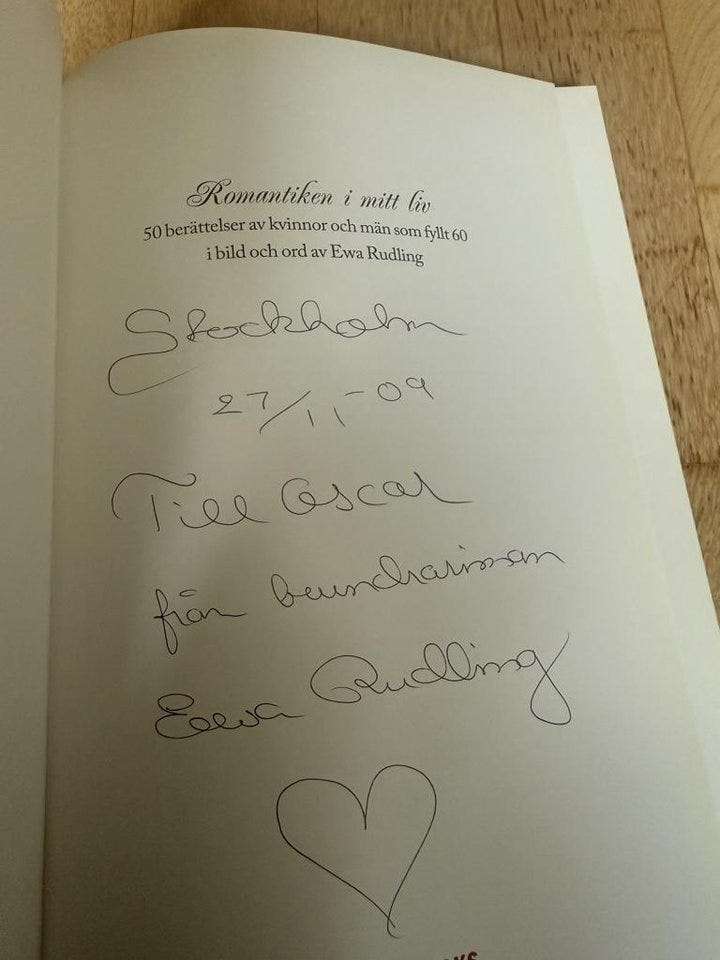 Romantiken i mitt liv
50 berättelser av kvinnor och män som fyllt 60
i bild och ord av Ewa Rudling
Stockholm
27/11-09
Till Oscar
från beundrarinnan
Ewa Rudling